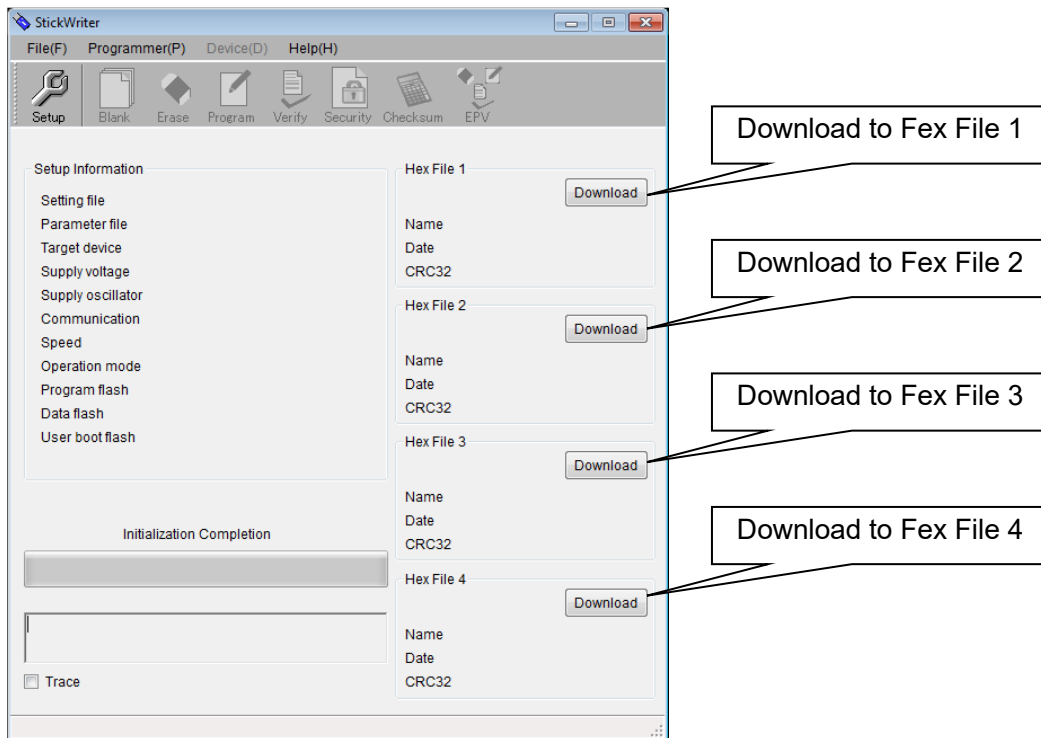 StickWriter
File(F) Programmer(P) Device(D) Help(H)
Setup Blank Erase Program Verify Security Checksum EPV
Setup Information
Setting file
Parameter file
Target device
Supply voltage
Supply oscillator
Communication
Speed
Operation mode
Program flash
Data flash
User boot flash
Initialization Completion
Trace
Hex File 1
Download
Name
Date
CRC32
Hex File 2
Download
Name
Date
CRC32
Hex File 3
Download
Name
Date
CRC32
Hex File 4
Download
Name
Date
CRC32
Download to Fex File 1
Download to Fex File 2
Download to Fex File 3
Download to Fex File 4